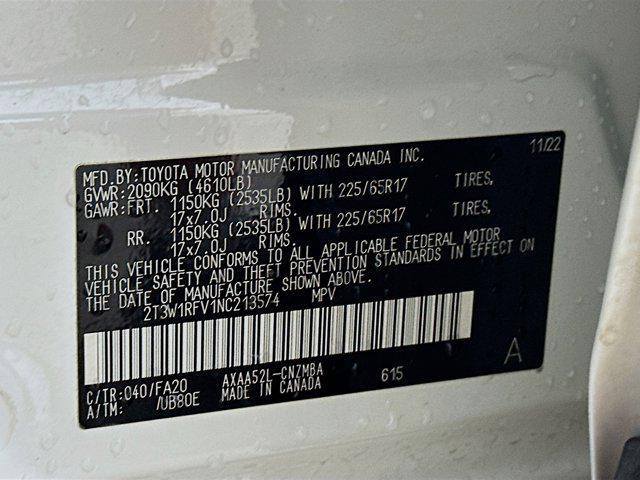 11/22
MFD.BY:TOYOTA MOTOR MANUFACTURING CANADA INC.
GVWR:2090KG (4610LB)
GAWR:FRT. 1150KG (2535LB) WITH 225/65R17 TIRES,
17x7.0J RIMS.
RR. 1150KG (2535LB) WITH 225/65R17 TIRES,
17x7.0J RIMS.
THIS VEHICLE CONFORMS TO ALL APPLICABLE FEDERAL MOTOR
VEHICLE SAFETY AND THEFT PREVENTION STANDARDS IN EFFECT ON
THE DATE OF MANUFACTURE SHOWN ABOVE.
2T3W1RFV1NC213574 MPV
C/TR:040/FA20 AXAA52L-CNZMBA 615 A
A/TM: /UB80E MADE IN CANADA